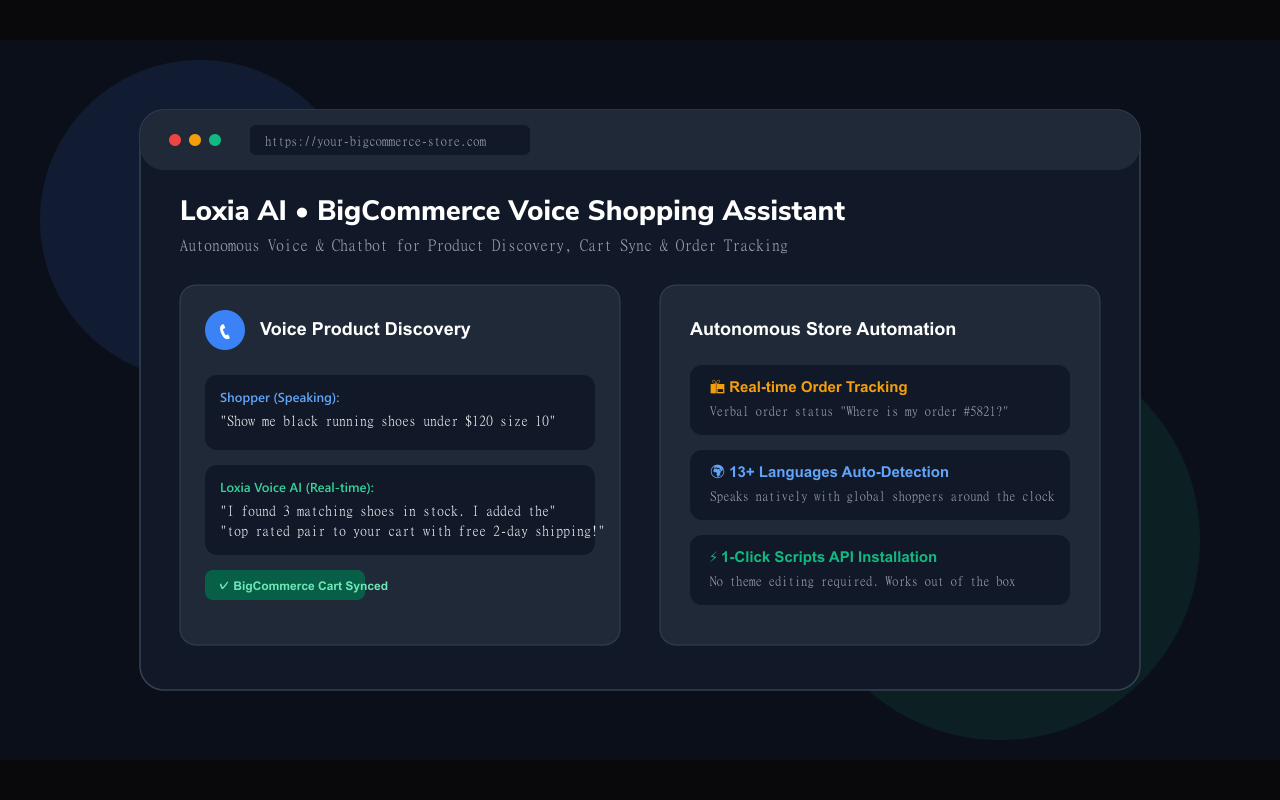 https://your-bigcommerce-store.com
Loxia AI • BigCommerce Voice Shopping Assistant
Autonomous Voice & Chatbot for Product Discovery, Cart Sync & Order Tracking
Voice Product Discovery
Shopper (Speaking):
"Show me black running shoes under $120 size 10"
Loxia Voice AI (Real-time):
"I found 3 matching shoes in stock. I added the"
"top rated pair to your cart with free 2-day shipping!"
✓ BigCommerce Cart Synced
Autonomous Store Automation
🛍 Real-time Order Tracking
Verbal order status "Where is my order #5821?"
🌍 13+ Languages Auto-Detection
Speaks natively with global shoppers around the clock
⚡ 1-Click Scripts API Installation
No theme editing required. Works out of the box